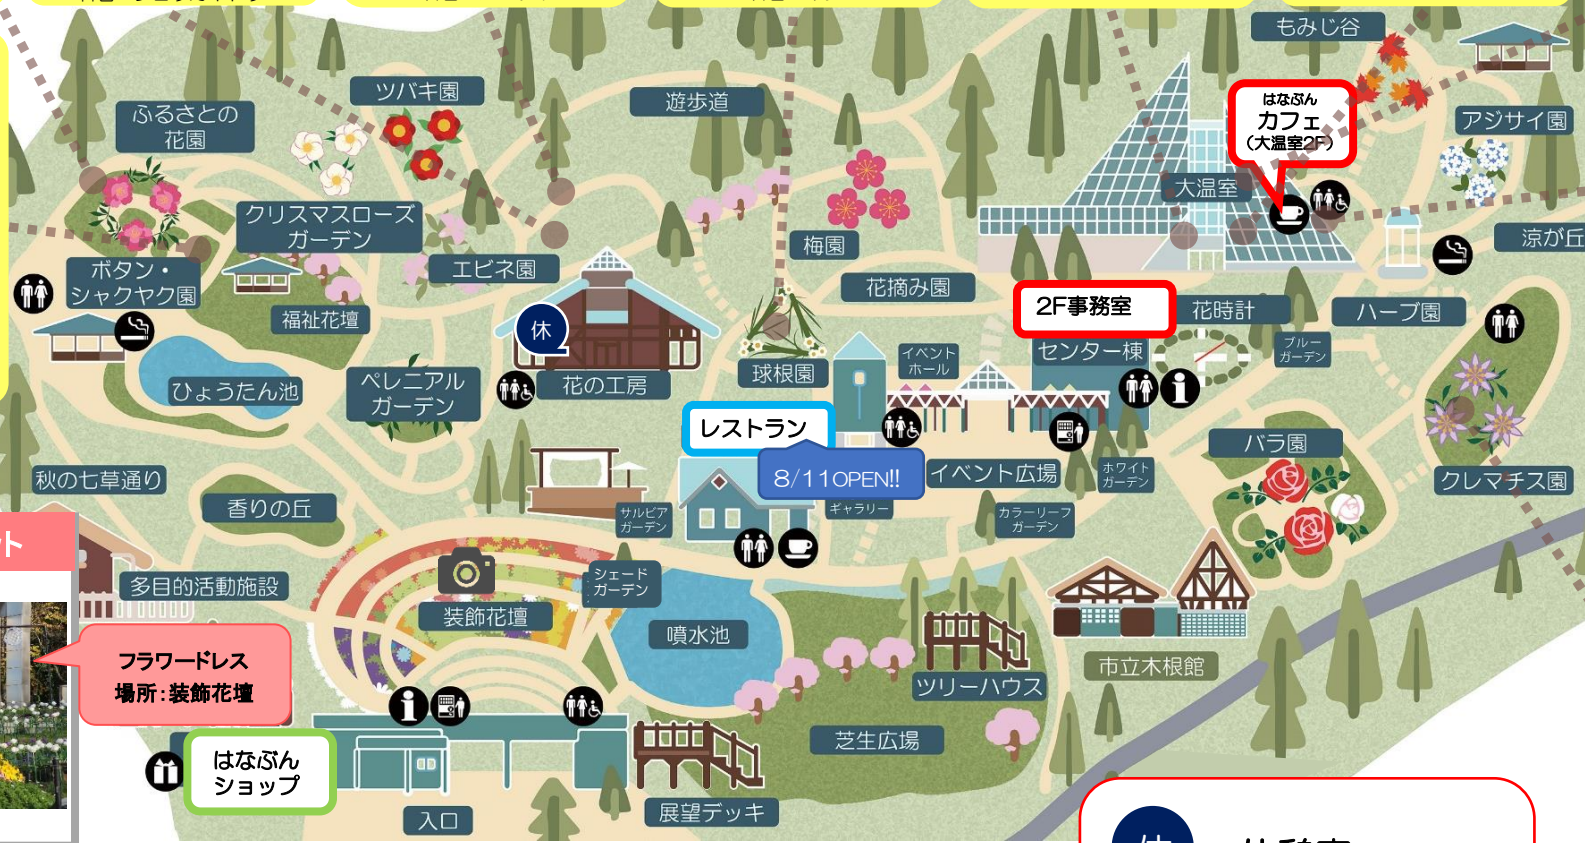 もみじ谷
ツバキ園
遊歩道
はなぶん
カフェ
(大温室2F)
ふるさとの
花園
アジサイ園
大温室
クリスマスローズ
ガーデン
梅園
涼が丘
ボタン・
シャクヤク園
エビネ園
花摘み園
2F事務室
花時計
ハーブ園
福祉花壇
休
イベント
ホール
センター棟
ブルー
ガーデン
ひょうたん池
ペレニアル
ガーデン
花の工房
球根園
レストラン
8/11OPEN!!
イベント広場
ホワイト
ガーデン
バラ園
クレマチス園
秋の七草通り
香りの丘
サルビア
ガーデン
ギャラリー
カラーリーフ
ガーデン
ット
多目的活動施設
シェード
ガーデン
装飾花壇
噴水池
フラワードレス
場所:装飾花壇
ツリーハウス
市立木根館
はなぶん
ショップ
芝生広場
入口
展望デッキ